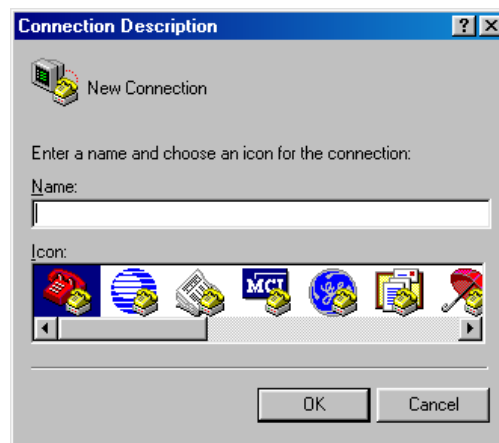 Connection Description
New Connection
Enter a name and choose an icon for the connection:
Name:
Icon:
MCI
OK
Cancel